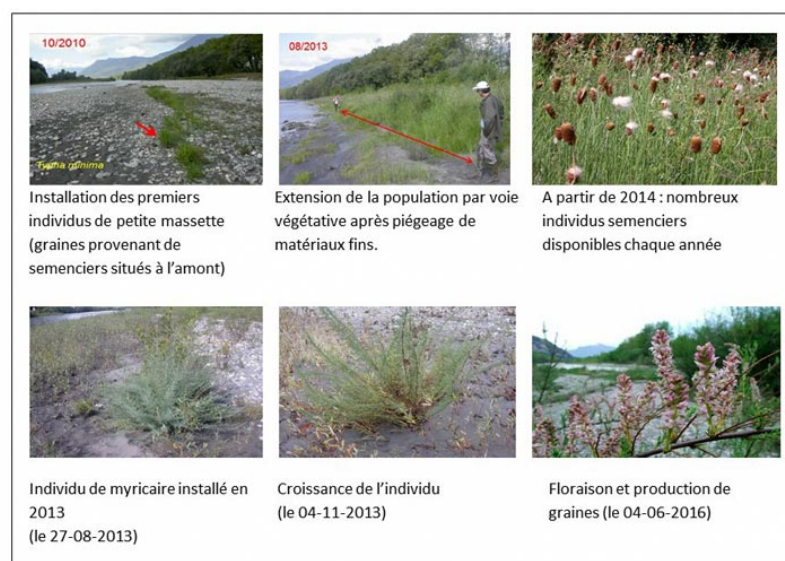 10/2010
Typha minima
08/2013
Installation des premiers
individus de petite massette
(graines provenant de
semenciers situés à l'amont)
Extension de la population par voie
végétative après piégeage de
matériaux fins.
A partir de 2014 : nombreux
individus semenciers
disponibles chaque année
Individu de myricaire installé en
2013
(le 27-08-2013)
Croissance de l'individu
(le 04-11-2013)
Floraison et production de
graines (le 04-06-2016)